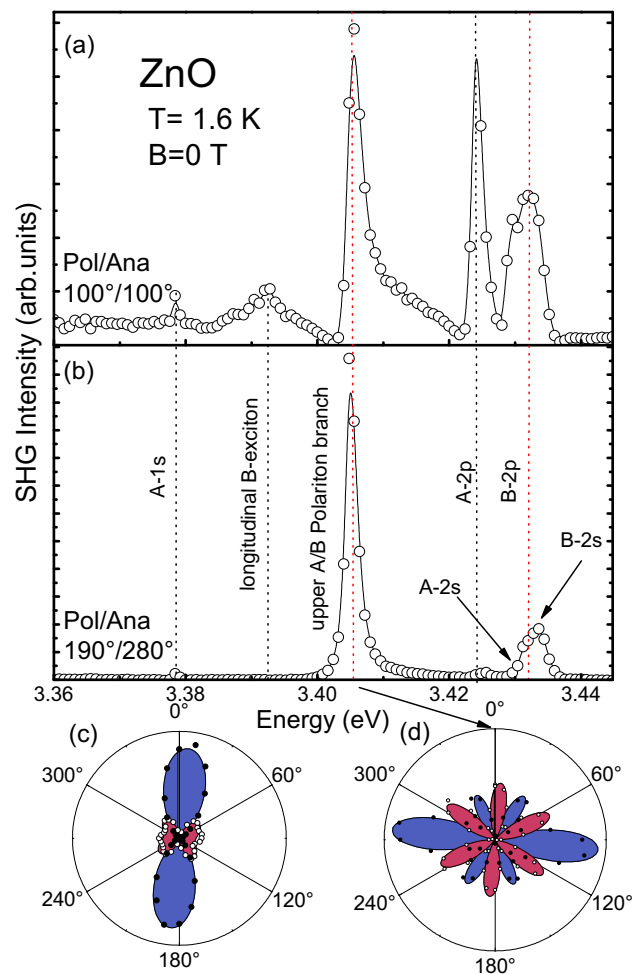 (a)
ZnO
T= 1.6 K
B=0 T
Pol/Ana
100°/100°
SHG Intensity (arb.units)
(b)
A-1s
longitudinal B-exciton
upper A/B Polariton branch
A-2p
B-2p
A-2s
B-2s
Pol/Ana
190°/280°
3.36
3.38
3.40
3.42
3.44
Energy (eV)
(c)
0°
60°
120°
180°
240°
300°
(d)
0°
60°
120°
180°
240°
300°